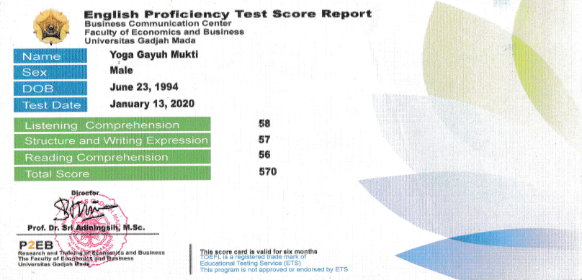 English Proficiency Test Score Report
Business Communication Center
Faculty of Economics and Business
Universitas Gadjah Mada
Name Yoga Gayuh Mukti
Sex Male
DOB June 23, 1994
Test Date January 13, 2020
Listening Comprehension 58
Structure and Writing Expression 57
Reading Comprehension 56
Total Score 570
Director
Prof. Dr. Sri Adiningsih, M.Sc.
P2EB
Research and Training of Economics and Business
The Faculty of Economics and Business
Universitas Gadjah Mada
This score card is valid for six months
TOEFL is a registered trade mark of
Educational Testing Service (ETS)
This program is not approved or endorsed by ETS